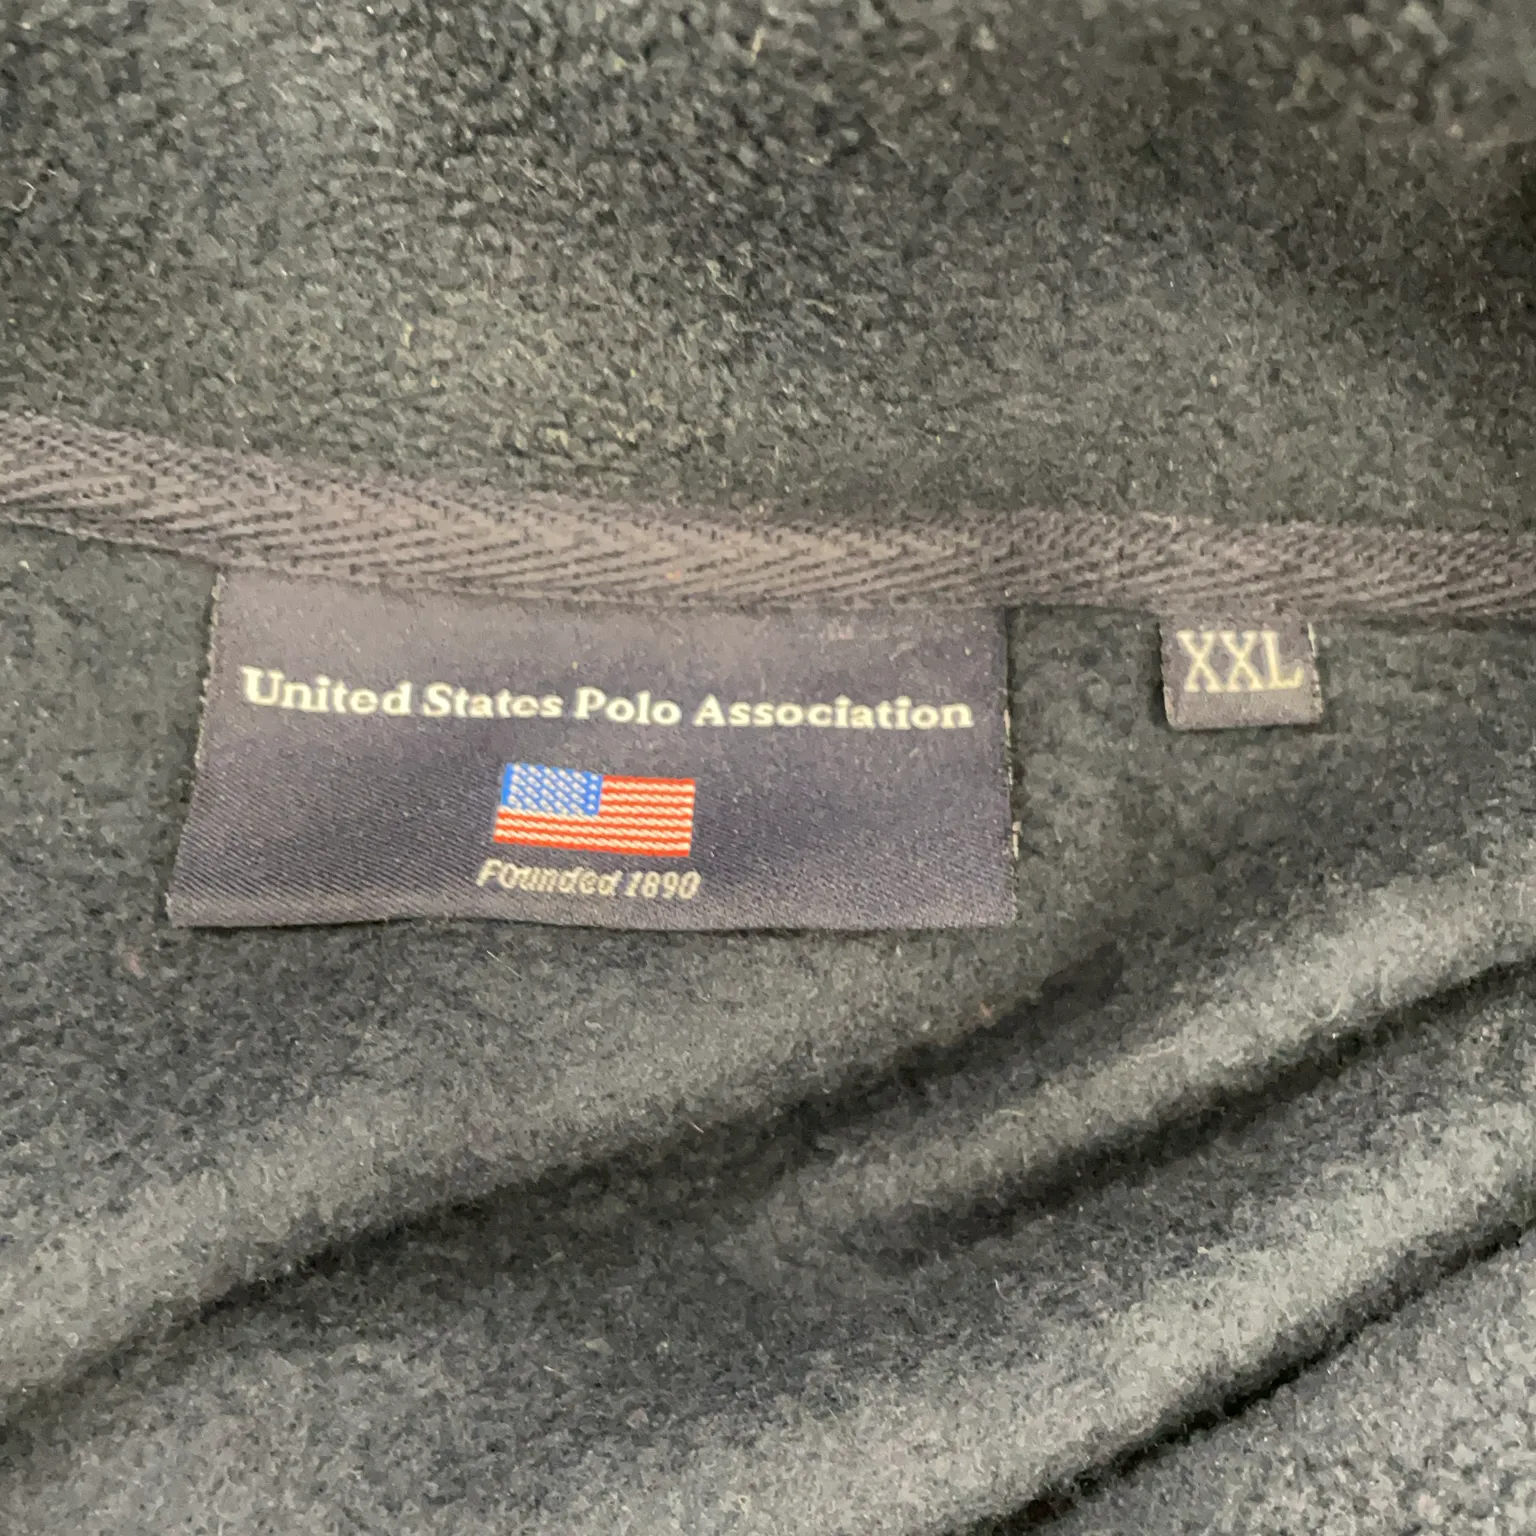 United States Polo Association
XXL
Founded 1890